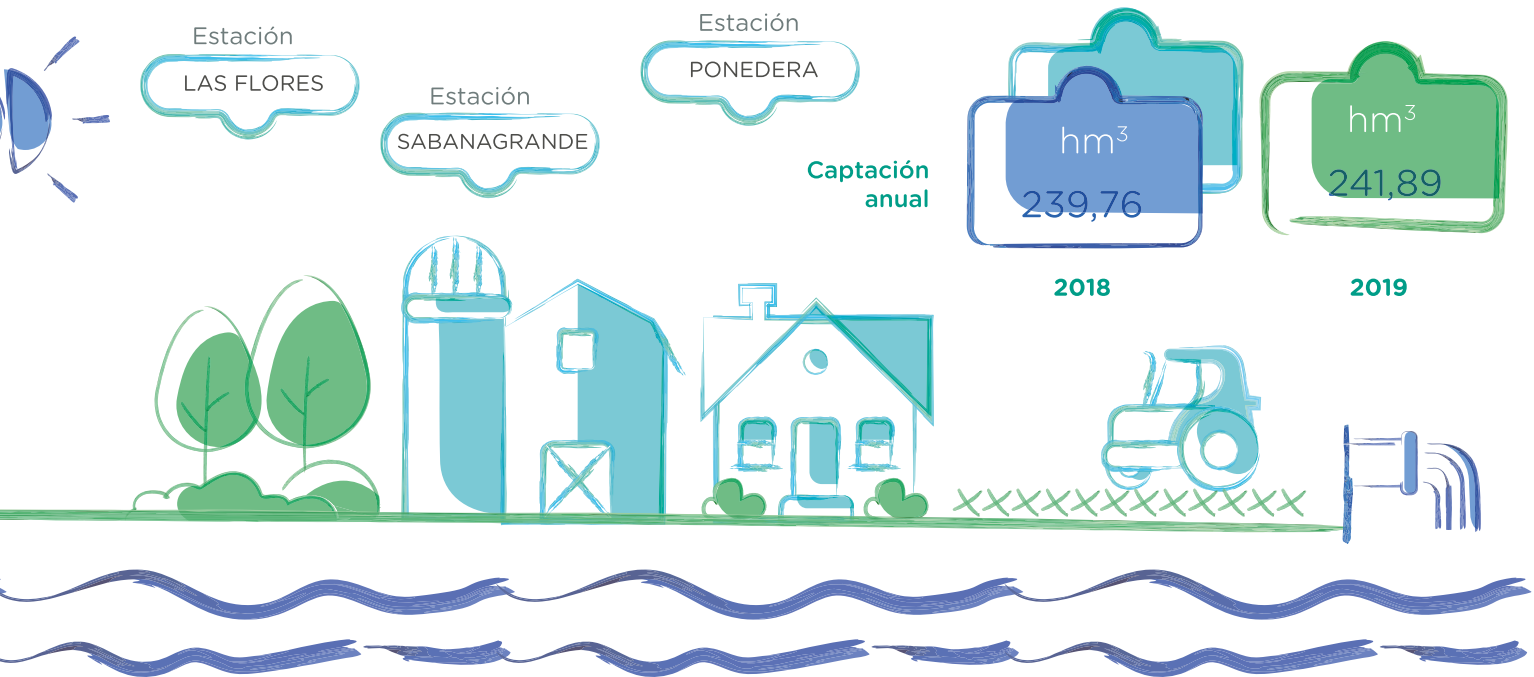 Estación
LAS FLORES
Estación
SABANAGRANDE
Estación
PONEDERA
Captación
anual
hm³
239,76
2018
hm³
241,89
2019